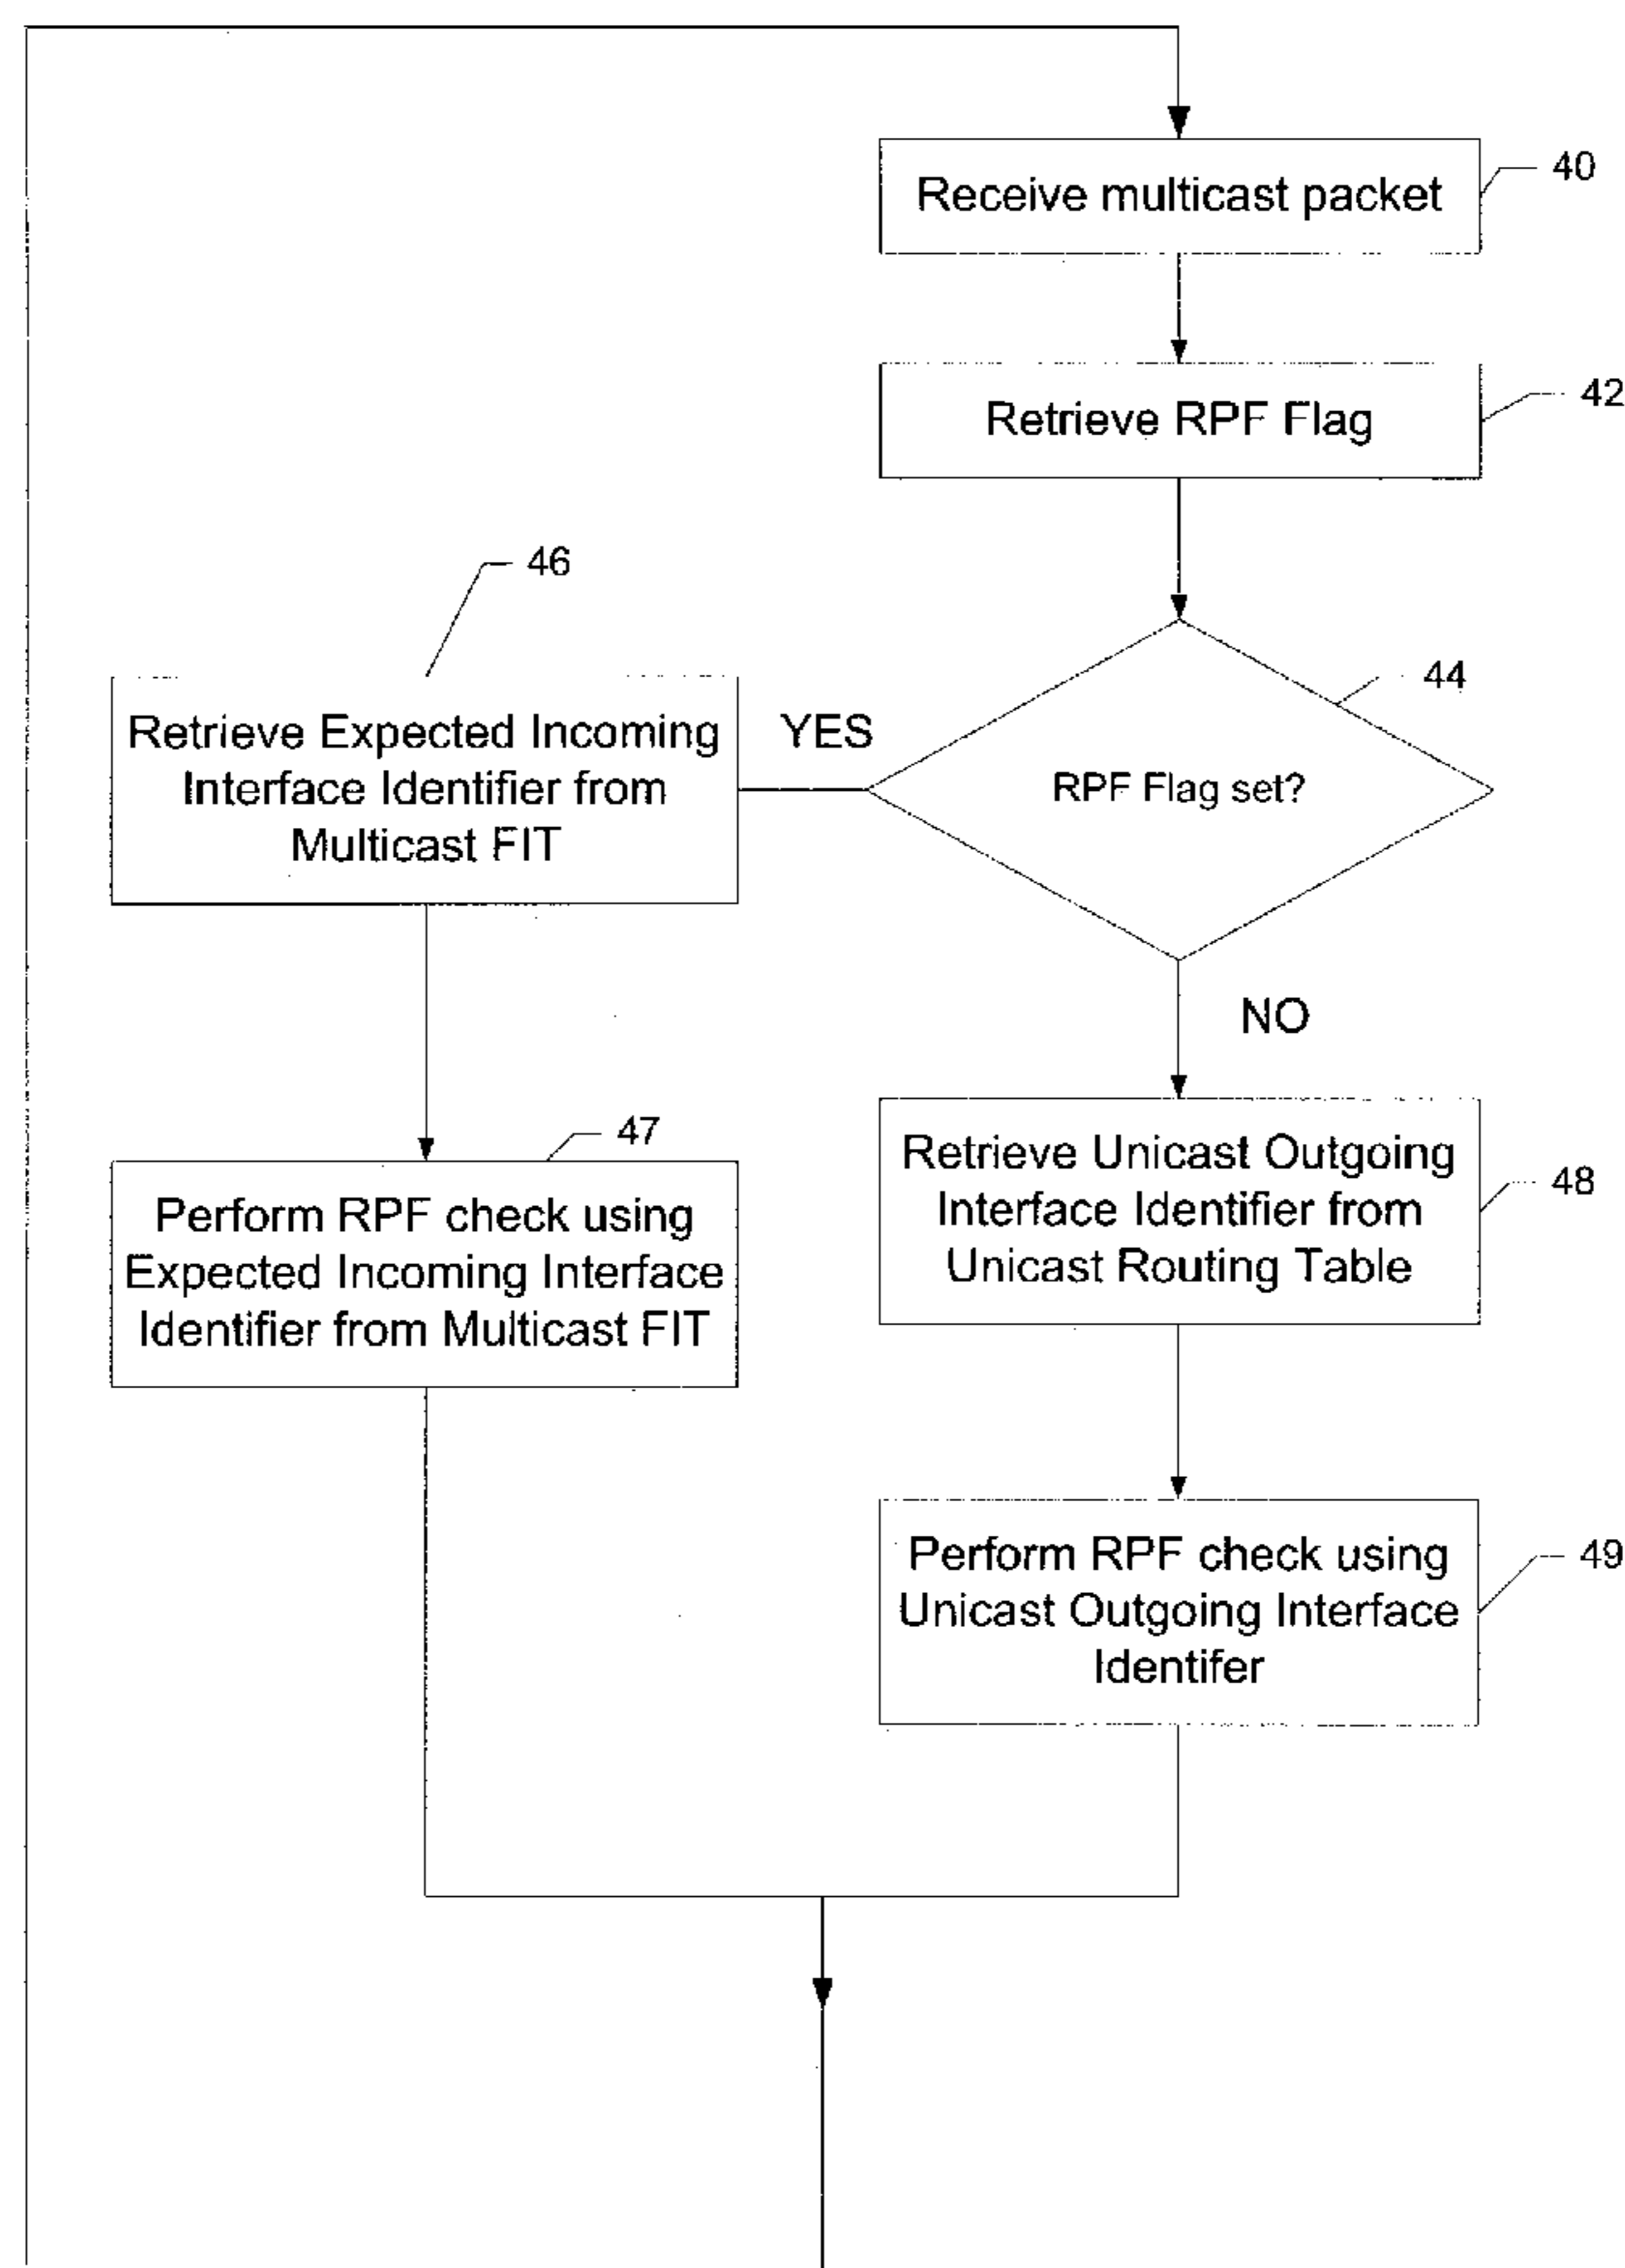 Receive multicast packet
40
Retrieve RPF Flag
42
46
44
Retrieve Expected Incoming
Interface Identifier from
Multicast FIT
YES
RPF Flag set?
NO
47
Perform RPF check using
Expected Incoming Interface
Identifier from Multicast FIT
Retrieve Unicast Outgoing
Interface Identifier from
Unicast Routing Table
48
Perform RPF check using
Unicast Outgoing Interface
Identifer
49